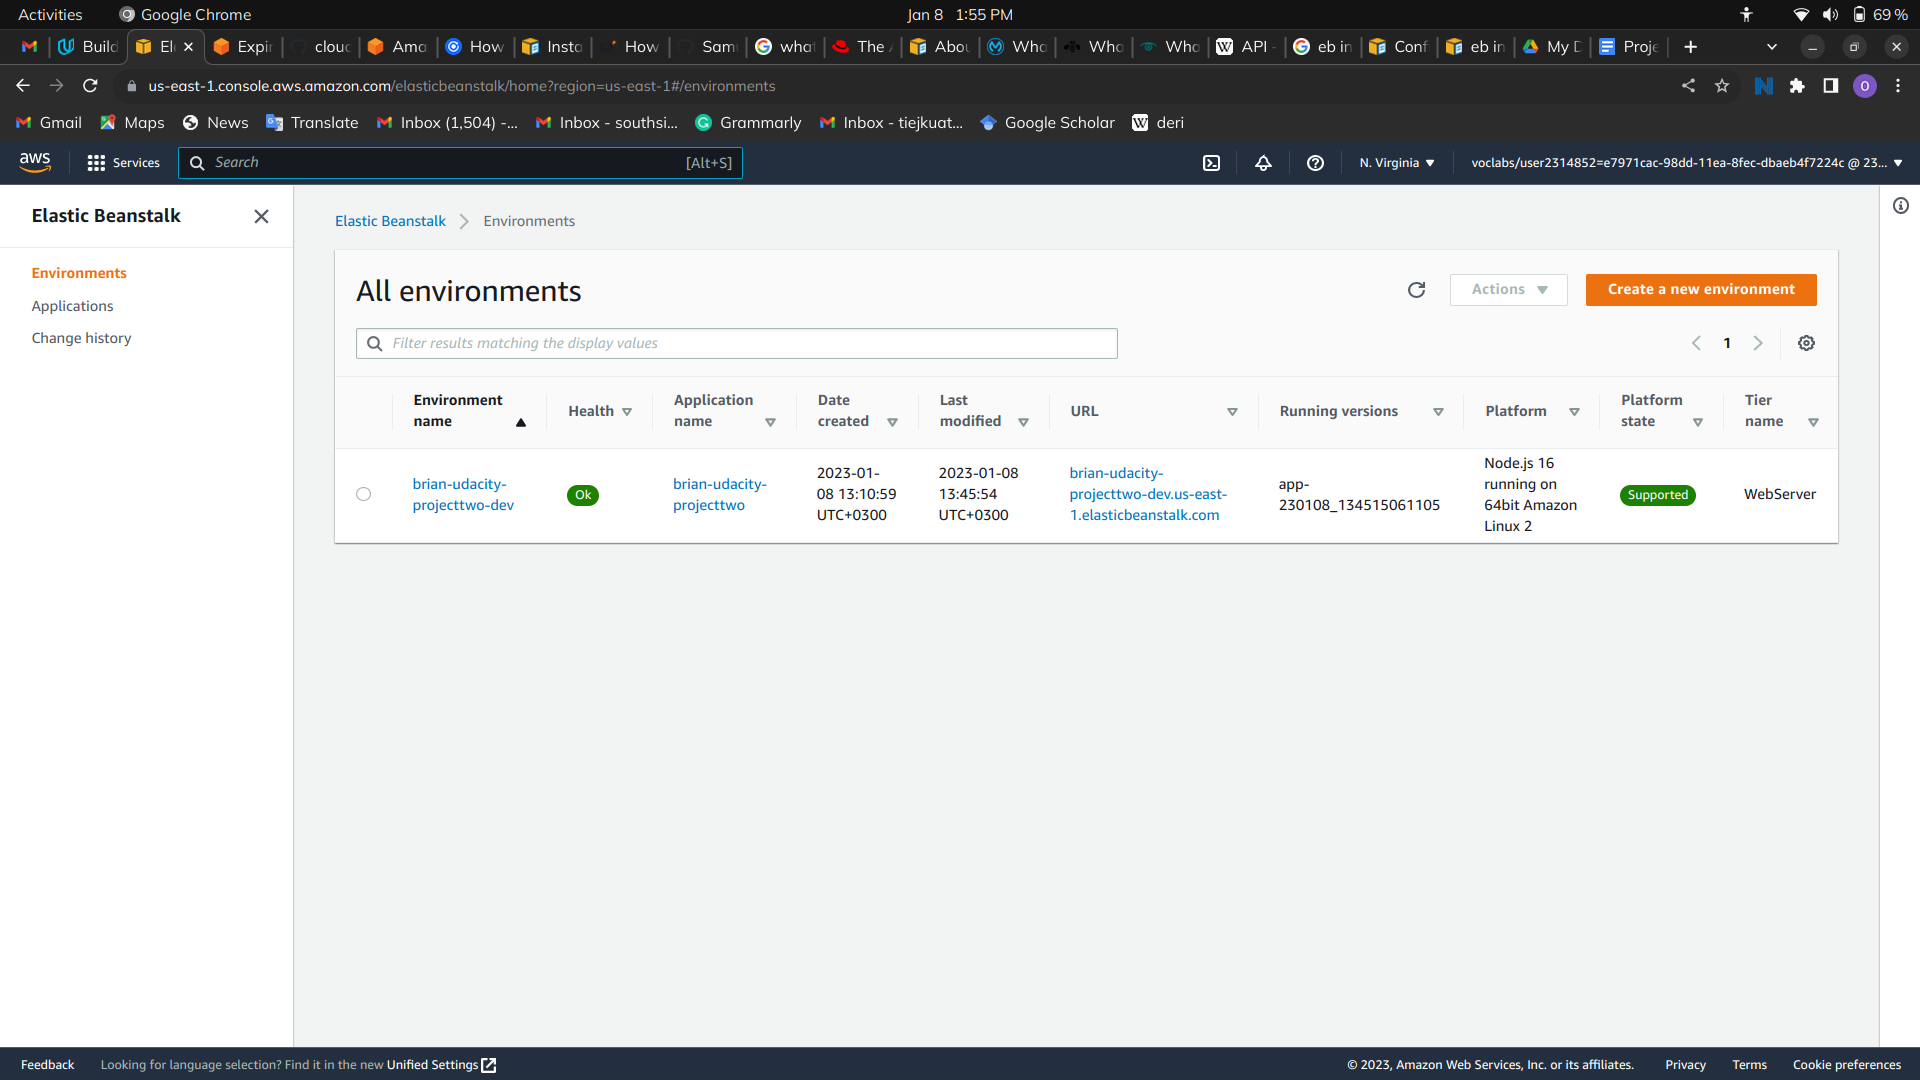 Activities
Google Chrome
Jan 8 1:55 PM
69 %
Build
El
Expir
clou
Ama
How
Insta
How
Sam
what
The
Abou
Who
Who
Who
API -
eb in
Conf
eb in
My D
Proje
us-east-1.console.aws.amazon.com/elasticbeanstalk/home?region=us-east-1#/environments
O
Gmail
Maps
News
Translate
Inbox (1,504) -...
Inbox - southsi...
Grammarly
Inbox - tiejkuat...
Google Scholar
deri
aws
Services
Search
[Alt+S]
N. Virginia
voclabs/user2314852=e7971cac-98dd-11ea-8fec-dbaeb4f7224c @ 23...
Elastic Beanstalk
Environments
Applications
Change history
Elastic Beanstalk
Environments
All environments
Actions
Create a new environment
Filter results matching the display values
1
Environment
name
Health
Application
name
Date
created
Last
modified
URL
Running versions
Platform
Platform
state
Tier
name
brian-udacity-
projecttwo-dev
Ok
brian-udacity-
projecttwo
2023-01-
08 13:10:59
UTC+0300
2023-01-08
13:45:54
UTC+0300
brian-udacity-
projecttwo-dev.us-east-
1.elasticbeanstalk.com
app-
230108_134515061105
Node.js 16
running on
64bit Amazon
Linux 2
Supported
WebServer
Feedback
Looking for language selection? Find it in the new Unified Settings
© 2023, Amazon Web Services, Inc. or its affiliates.
Privacy
Terms
Cookie preferences